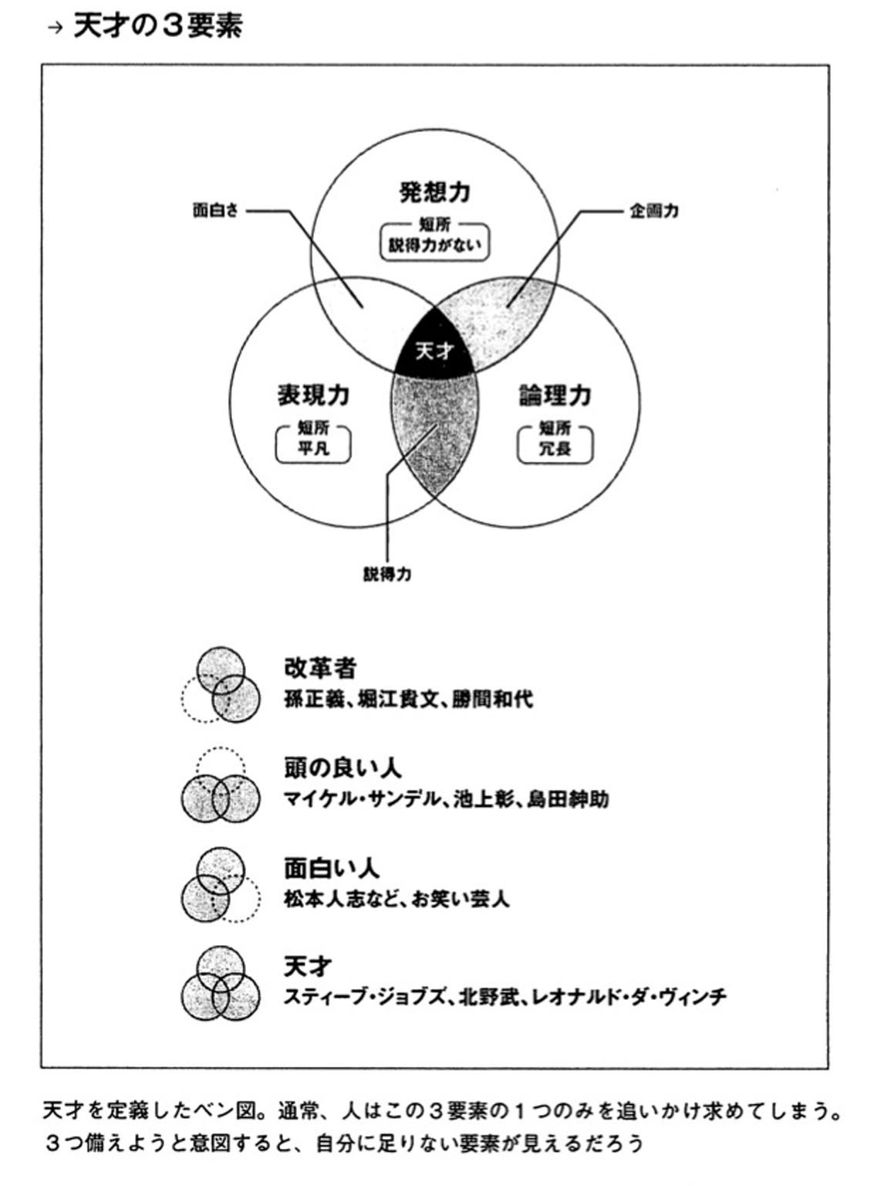 → 天才の3要素
発想力
短所
説得力がない
面白さ
企画力
天才
表現力
短所
平凡
論理力
短所
冗長
説得力
改革者
孫正義、堀江貴文、勝間和代
頭の良い人
マイケル・サンデル、池上彰、島田紳助
面白い人
松本人志など、お笑い芸人
天才
スティーブ・ジョブズ、北野武、レオナルド・ダ・ヴィンチ
天才を定義したベン図。通常、人はこの3要素の1つのみを追いかけ求めてしまう。
3つ備えようと意図すると、自分に足りない要素が見えるだろう